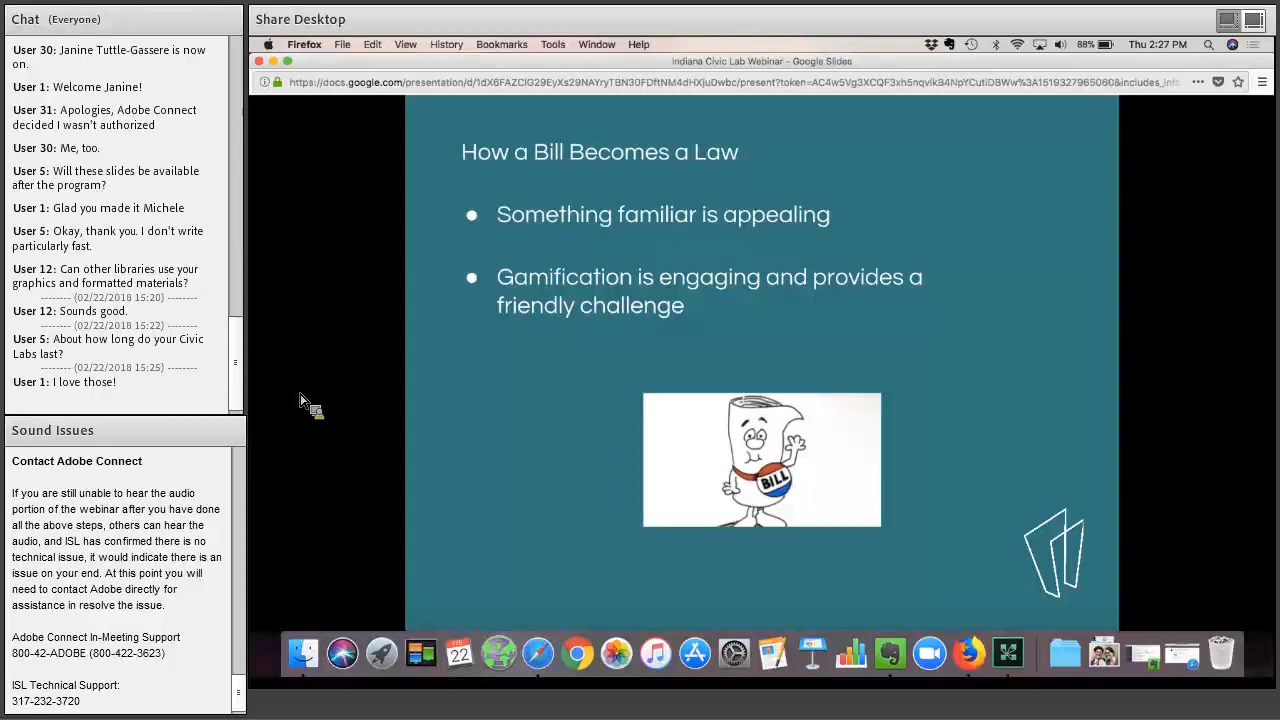 Chat (Everyone)
User 30: Janine Tuttle-Gassere is now
on.
User 1: Welcome Janine!
User 31: Apologies, Adobe Connect
decided I wasn't authorized
User 30: Me, too.
User 5: Will these slides be available
after the program?
User 1: Glad you made it Michele
User 5: Okay, thank you. I don't write
particularly fast.
User 12: Can other libraries use your
graphics and formatted materials?
-------- (02/22/2018 15:20) --------
User 12: Sounds good.
-------- (02/22/2018 15:22) --------
User 5: About how long do your Civic
Labs last?
-------- (02/22/2018 15:25) --------
User 1: I love those!
Sound Issues
Contact Adobe Connect
If you are still unable to hear the audio
portion of the webinar after you have done
all the above steps, others can hear the
audio, and ISL has confirmed there is no
technical issue, it would indicate there is an
issue on your end. At this point you will
need to contact Adobe directly for
assistance in resolve the issue.
Adobe Connect In-Meeting Support
800-42-ADOBE (800-422-3623)
ISL Technical Support:
317-232-3720
Share Desktop
Firefox File Edit View History Bookmarks Tools Window Help 88% Thu 2:27 PM
Indiana Civic Lab Webinar - Google Slides
How a Bill Becomes a Law
● Something familiar is appealing
● Gamification is engaging and provides a
friendly challenge
BILL
FEB
22